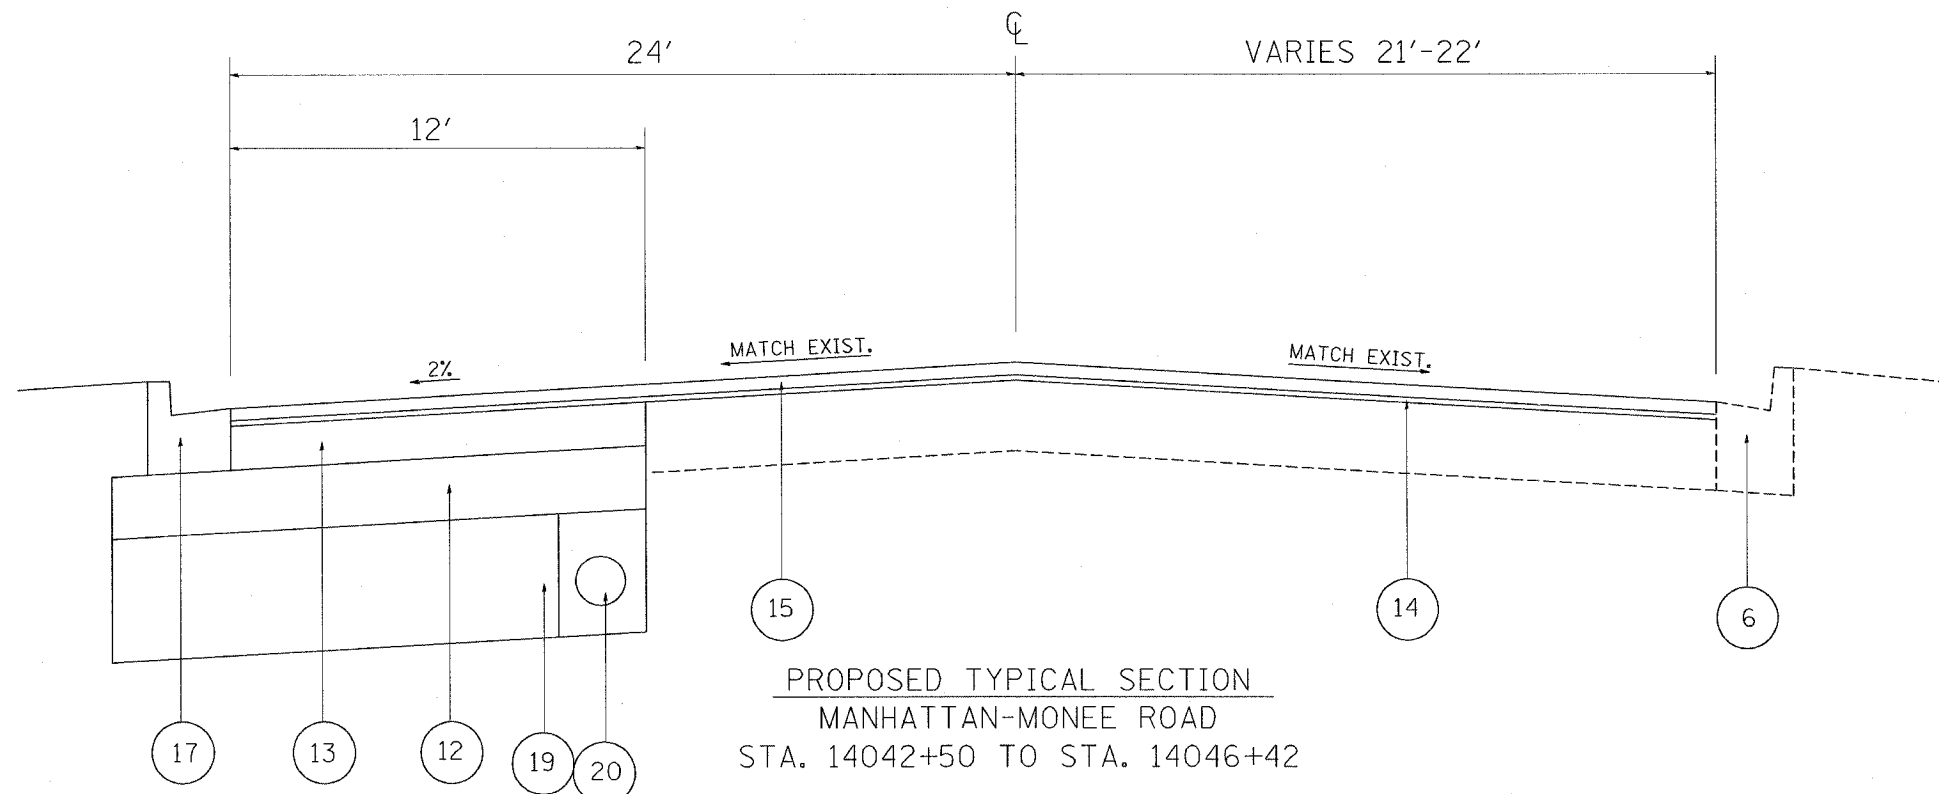 ℄
24' VARIES 21'-22'
12'
MATCH EXIST. MATCH EXIST.
2%
15 14 6
PROPOSED TYPICAL SECTION
MANHATTAN-MONEE ROAD
STA. 14042+50 TO STA. 14046+42
17 13 12 19 20